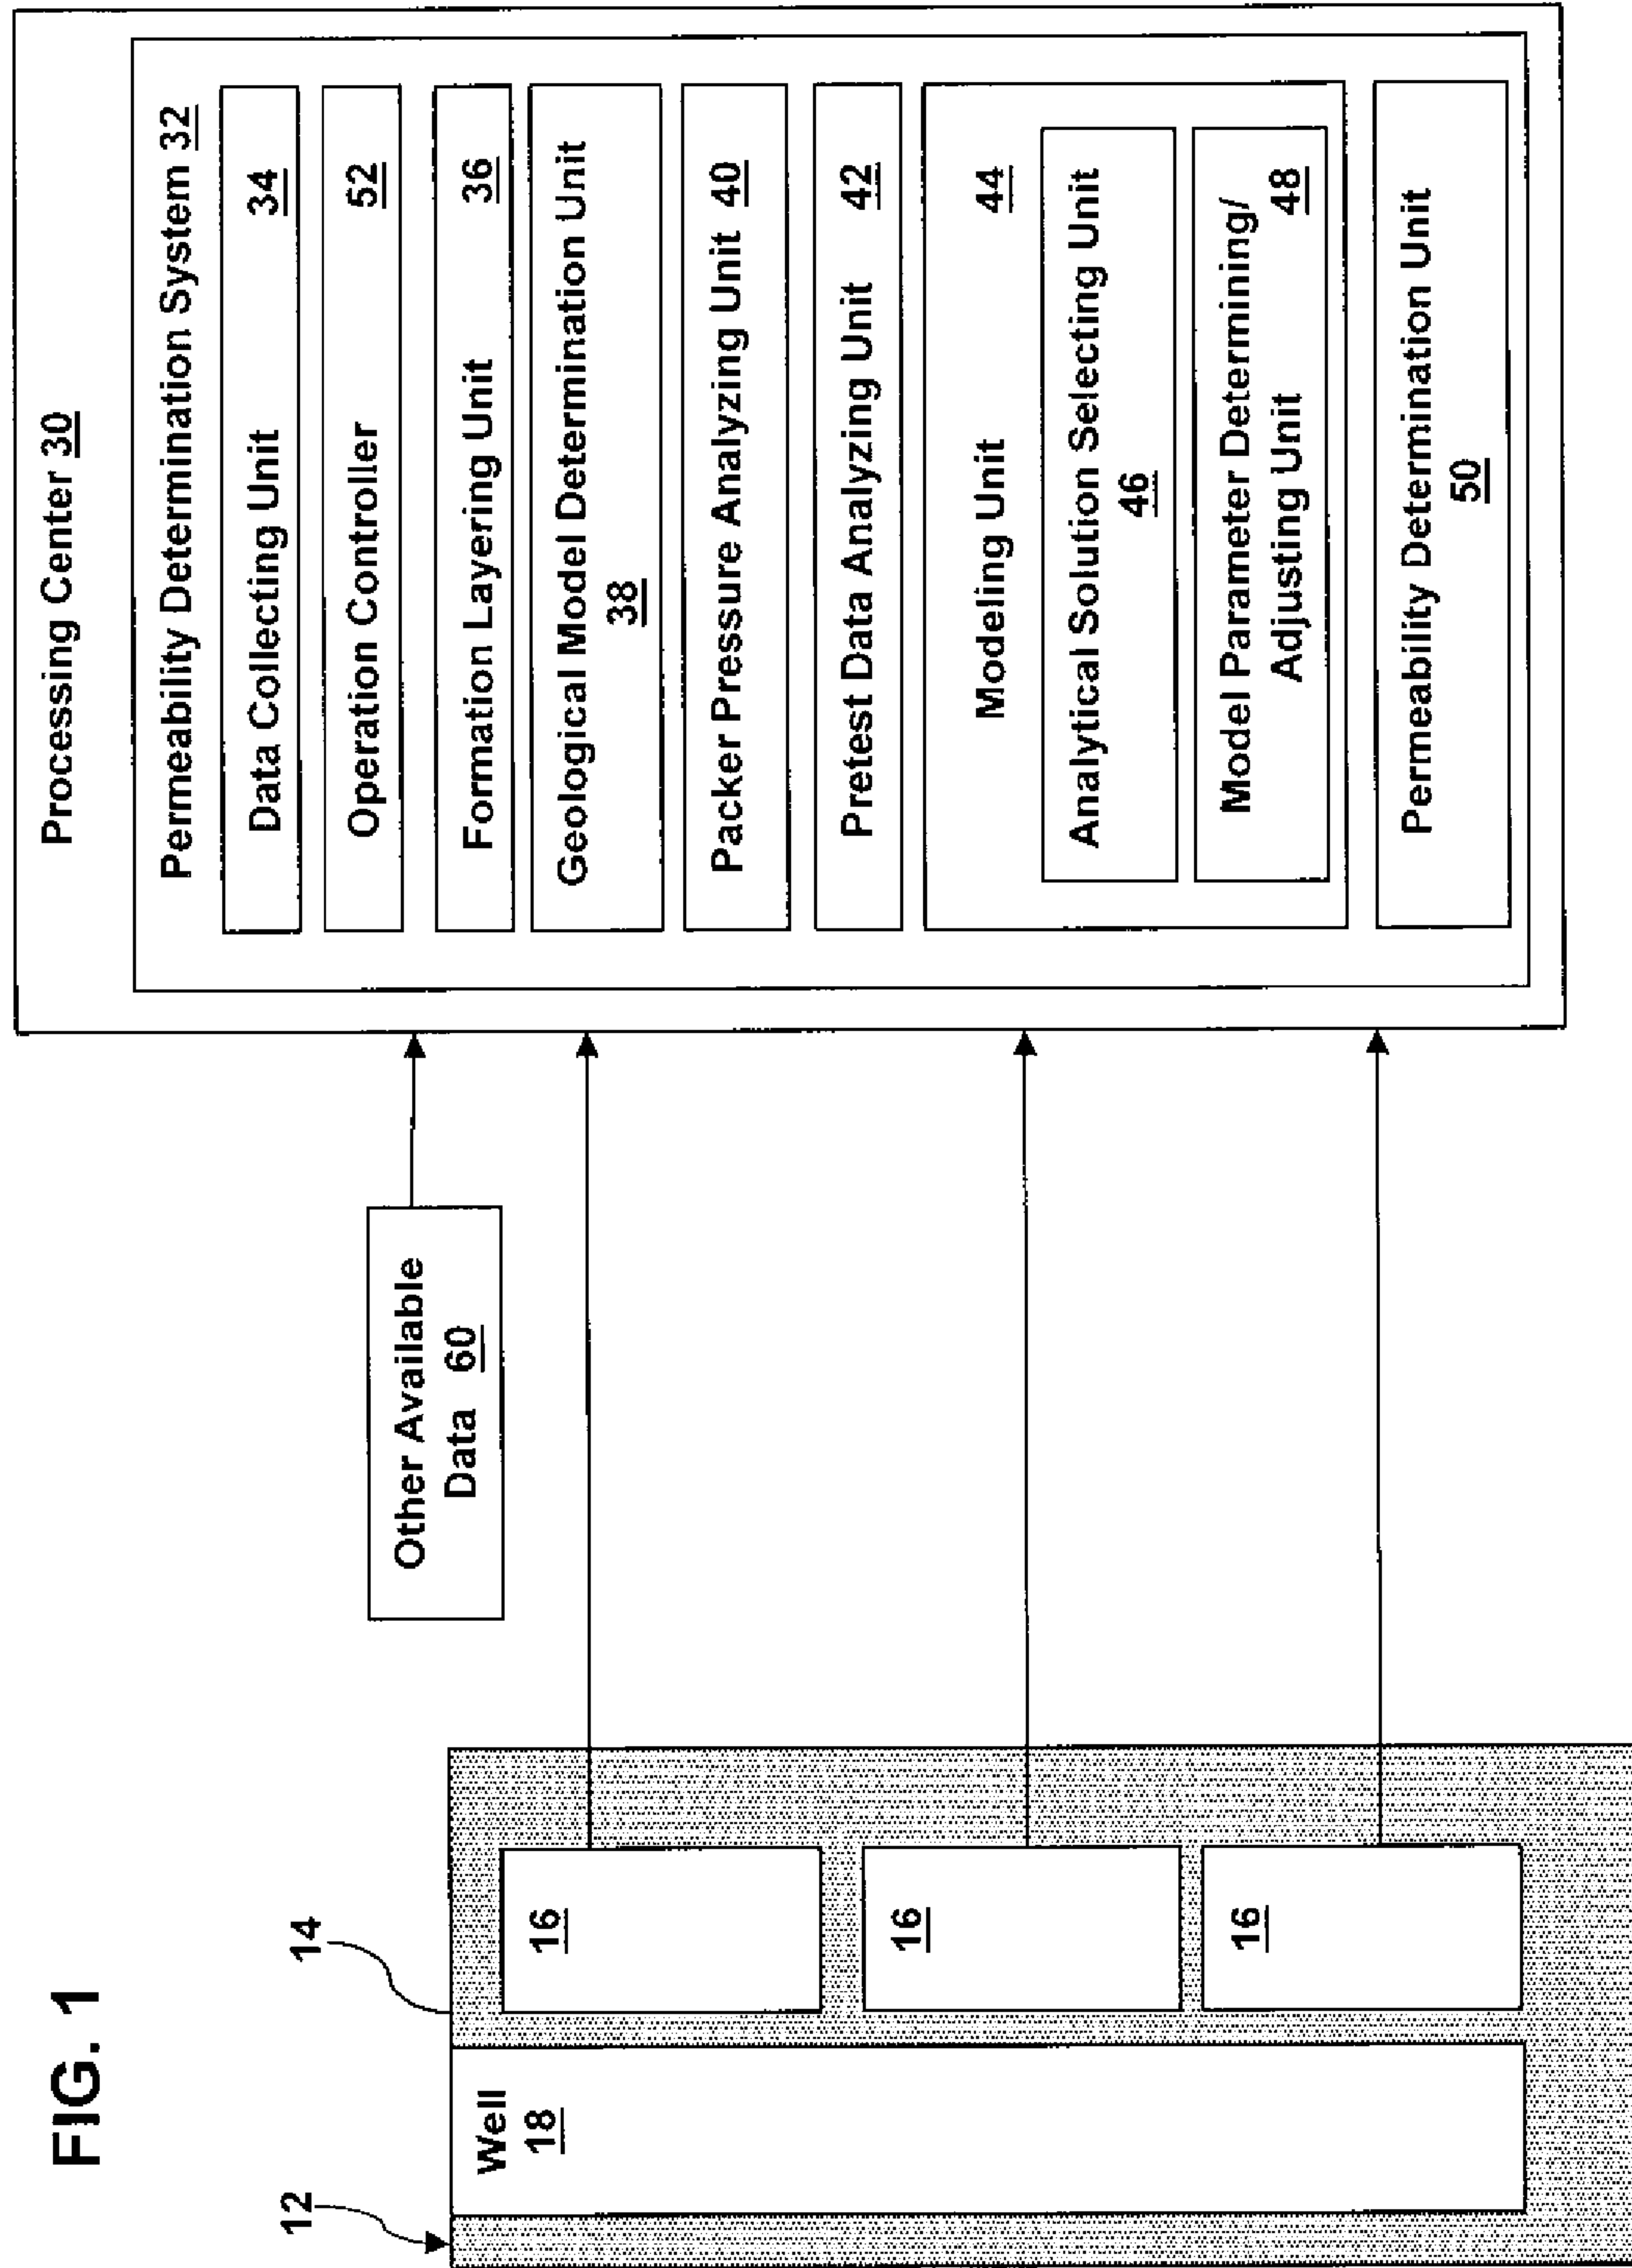 FIG. 1
12
14
Well
18
16
16
16
Other Available
Data 60
Processing Center 30
Permeability Determination System 32
Data Collecting Unit 34
Operation Controller 52
Formation Layering Unit 36
Geological Model Determination Unit
38
Packer Pressure Analyzing Unit 40
Pretest Data Analyzing Unit 42
Modeling Unit 44
Analytical Solution Selecting Unit
46
Model Parameter Determining/
Adjusting Unit 48
Permeability Determination Unit
50